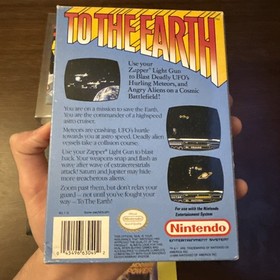 TO THE EARTH
Use your
Zapper® Light Gun
to Blast Deadly UFO's
Hurling Meteors, and
Angry Aliens on a Cosmic
Battlefield!
You are on a mission to save the Earth.
You are the commander of a highspeed
astro cruiser.
Meteors are crashing. UFO's hurtle
towards you at astro speed. Deadly alien
vessels take a collision course.
Use your Zapper Light Gun to blast
back. Your weapons snap and flash as
wave after wave of extraterrestrials
attack! Saturn and Jupiter may hide
more treacherous aliens.
Zoom past them, but don't relax your
guard – not until you've fought your
way – To The Earth!
For use with the Nintendo
Entertainment System
Nintendo
ENTERTAINMENT SYSTEM